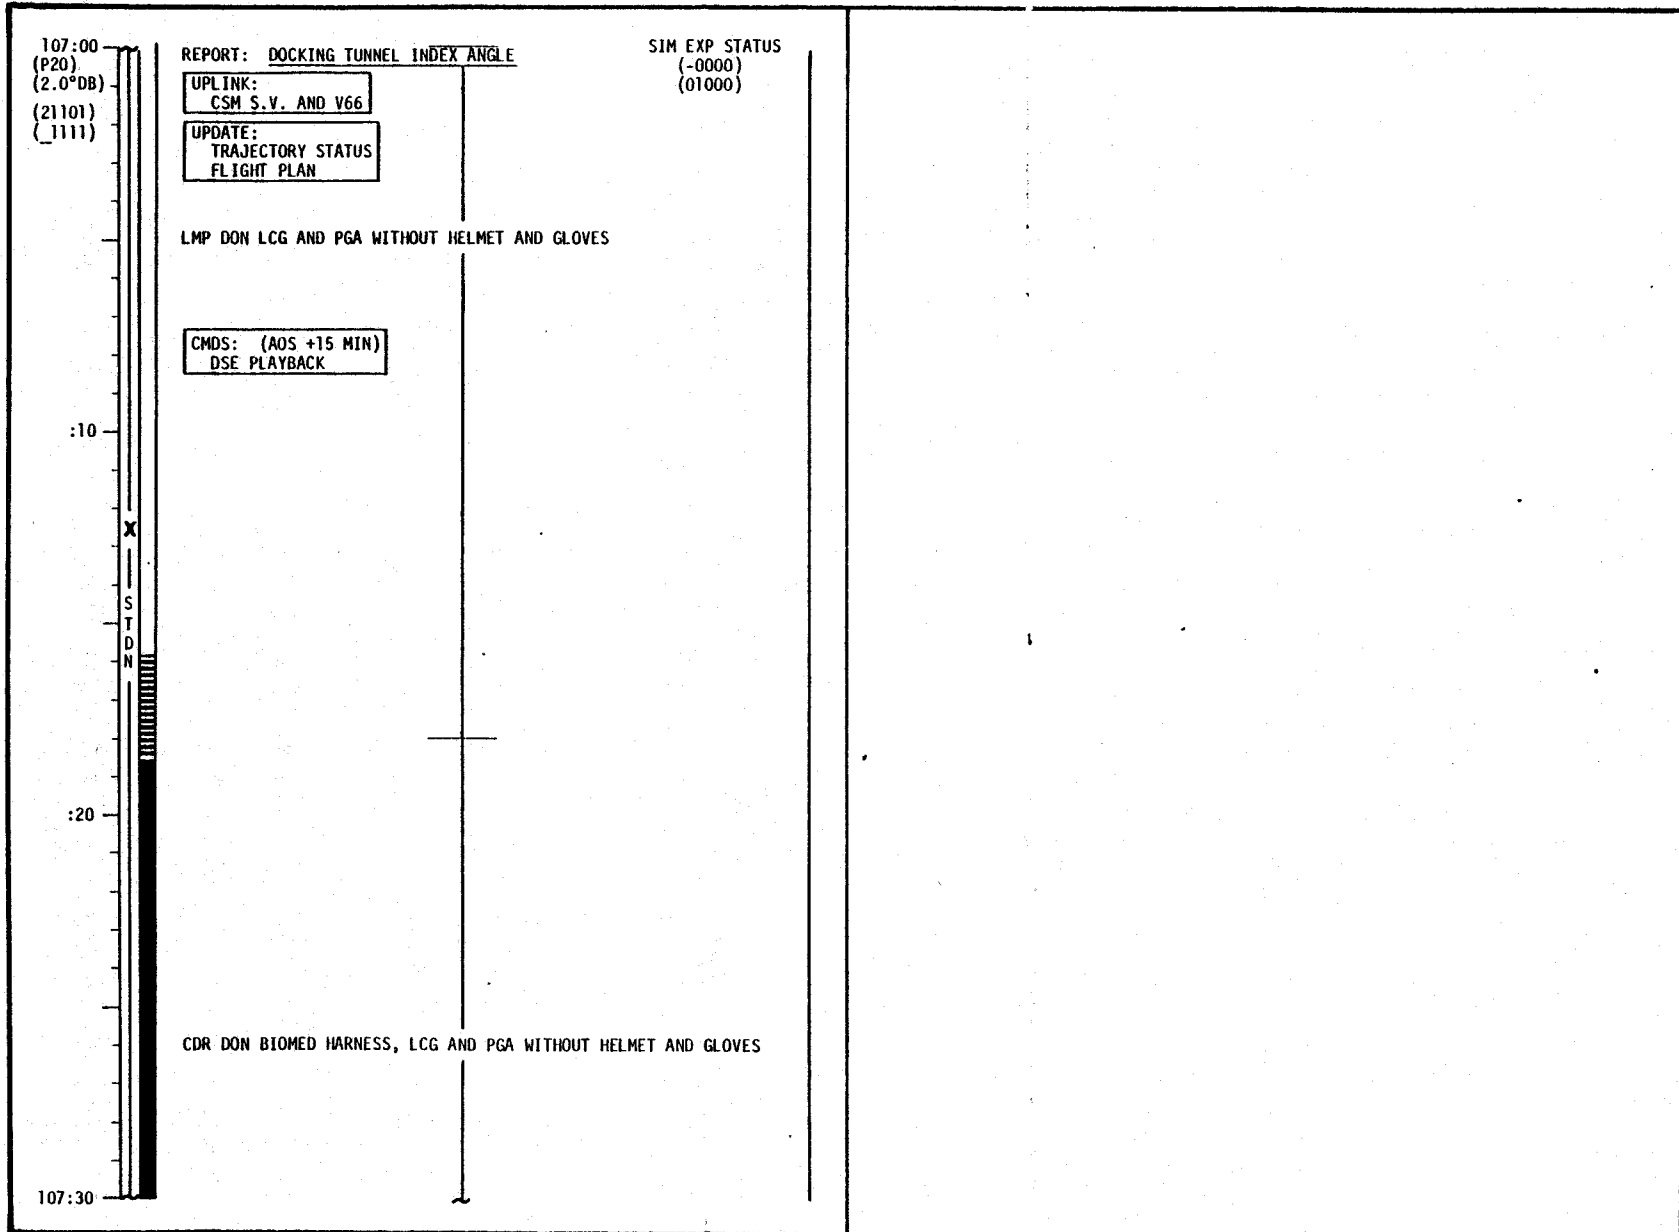 107:00
(P20)
(2.0°DB)
(21101)
(_1111)
REPORT: DOCKING TUNNEL INDEX ANGLE
SIM EXP STATUS
(-0000)
(01000)
UPLINK:
CSM S.V. AND V66
UPDATE:
TRAJECTORY STATUS
FLIGHT PLAN
LMP DON LCG AND PGA WITHOUT HELMET AND GLOVES
CMDS: (AOS +15 MIN)
DSE PLAYBACK
:10
X
STDN
:20
CDR DON BIOMED HARNESS, LCG AND PGA WITHOUT HELMET AND GLOVES
107:30